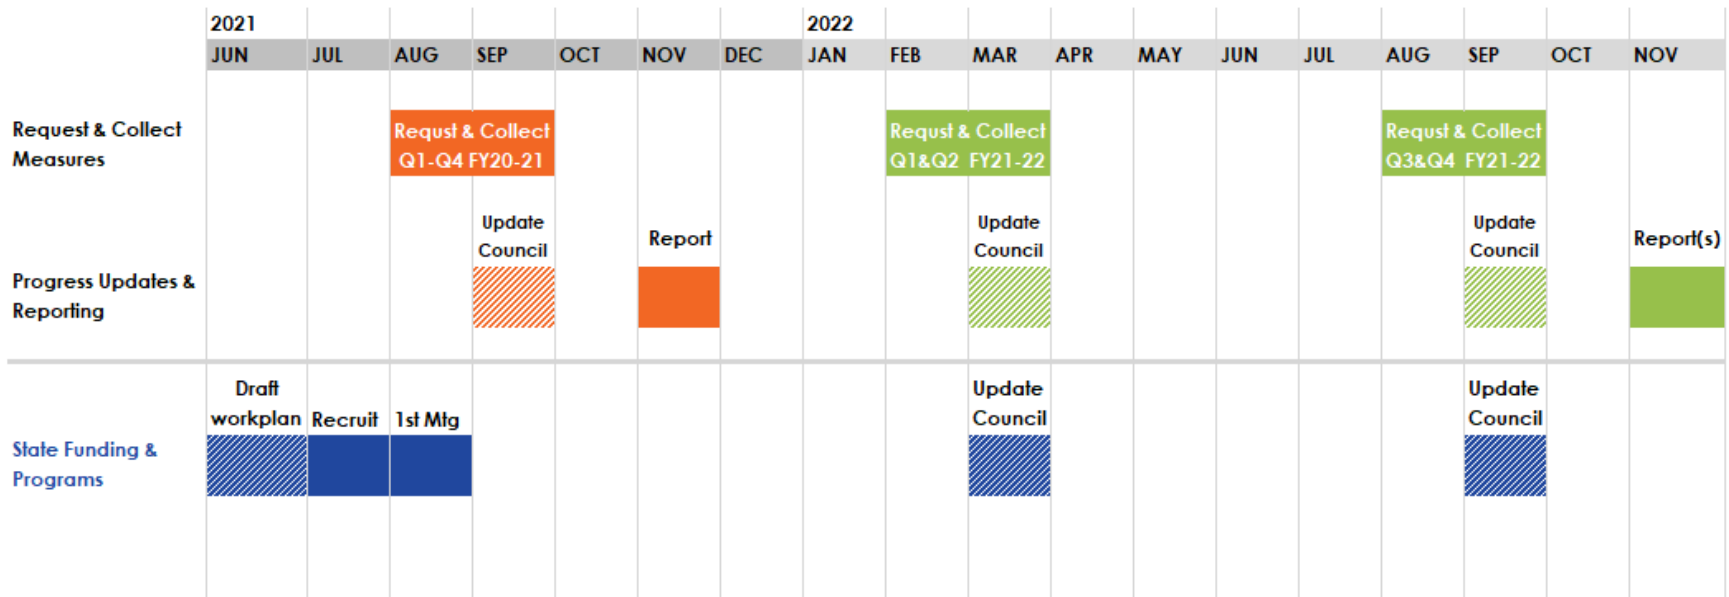 2021 2022
JUN JUL AUG SEP OCT NOV DEC JAN FEB MAR APR MAY JUN JUL AUG SEP OCT NOV
Request & Collect
Measures
Requst & Collect
Q1-Q4 FY20-21
Requst & Collect
Q1&Q2 FY21-22
Requst & Collect
Q3&Q4 FY21-22
Progress Updates &
Reporting
Update
Council
Report
Update
Council
Update
Council
Report(s)
State Funding &
Programs
Draft
workplan
Recruit
1st Mtg
Update
Council
Update
Council